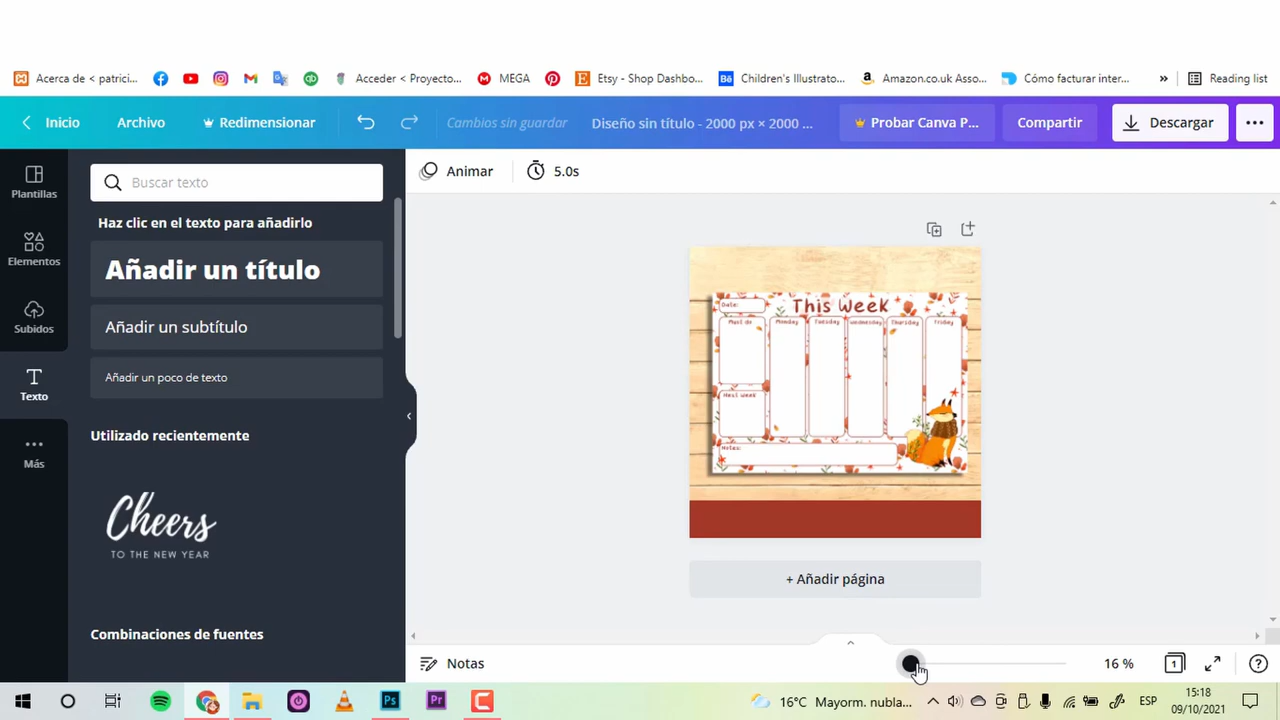 Acerca de < patrici...
Acceder < Proyecto...
MEGA
Etsy - Shop Dashbo...
Children's Illustrato...
Amazon.co.uk Asso...
Cómo facturar inter...
»
Reading list
Inicio
Archivo
Redimensionar
Cambios sin guardar
Diseño sin título - 2000 px × 2000 ...
Probar Canva P...
Compartir
Descargar
Plantillas
Elementos
Subidos
Texto
Más
Buscar texto
Haz clic en el texto para añadirlo
Añadir un título
Añadir un subtítulo
Añadir un poco de texto
Utilizado recientemente
Cheers
TO THE NEW YEAR
Combinaciones de fuentes
Animar
5.0s
Date:
This Week
Must do
Monday
Tuesday
Wednesday
Thursday
Friday
Next week
Notes:
+ Añadir página
Notas
16 %
1
Ps
Pr
16°C Mayorm. nubla...
ESP
15:18
09/10/2021